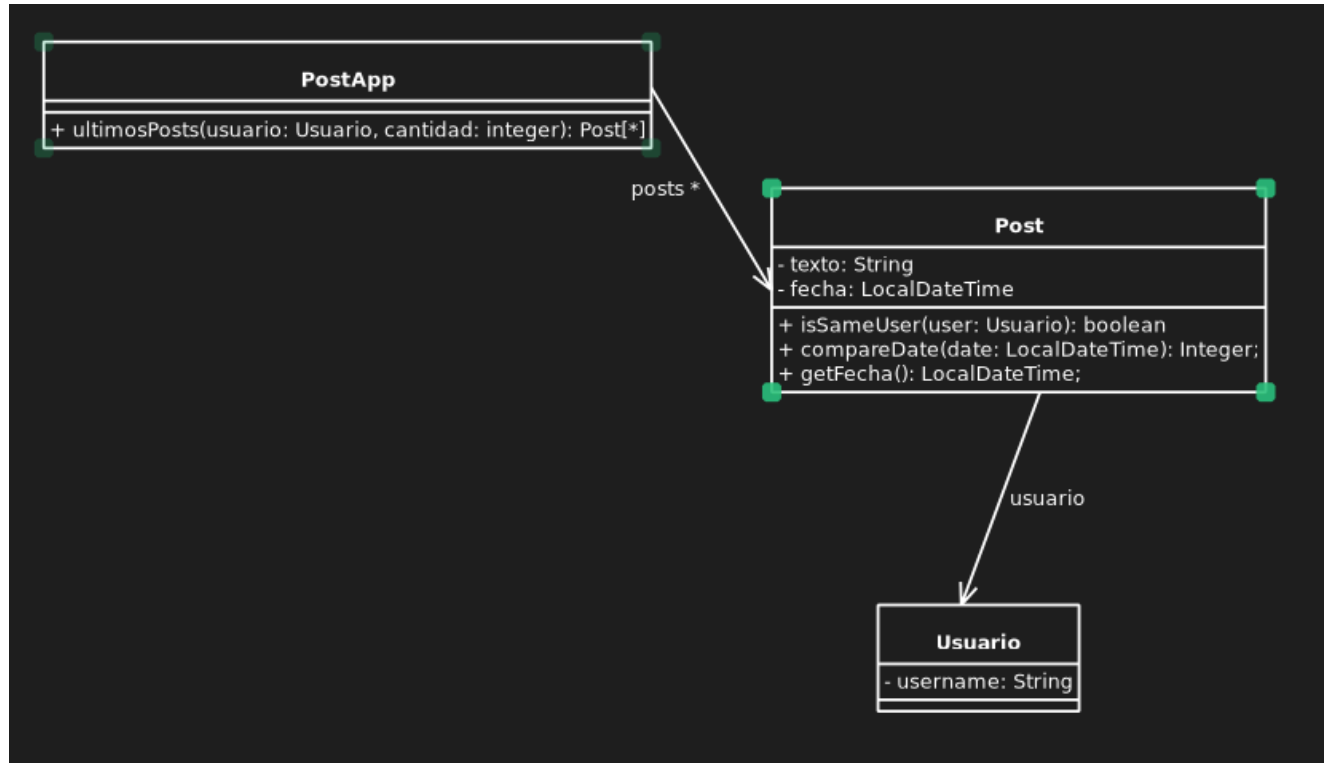 PostApp
+ ultimosPosts(usuario: Usuario, cantidad: integer): Post[*]
posts *
Post
- texto: String
- fecha: LocalDateTime
+ isSameUser(user: Usuario): boolean
+ compareDate(date: LocalDateTime): Integer;
+ getFecha(): LocalDateTime;
usuario
Usuario
- username: String